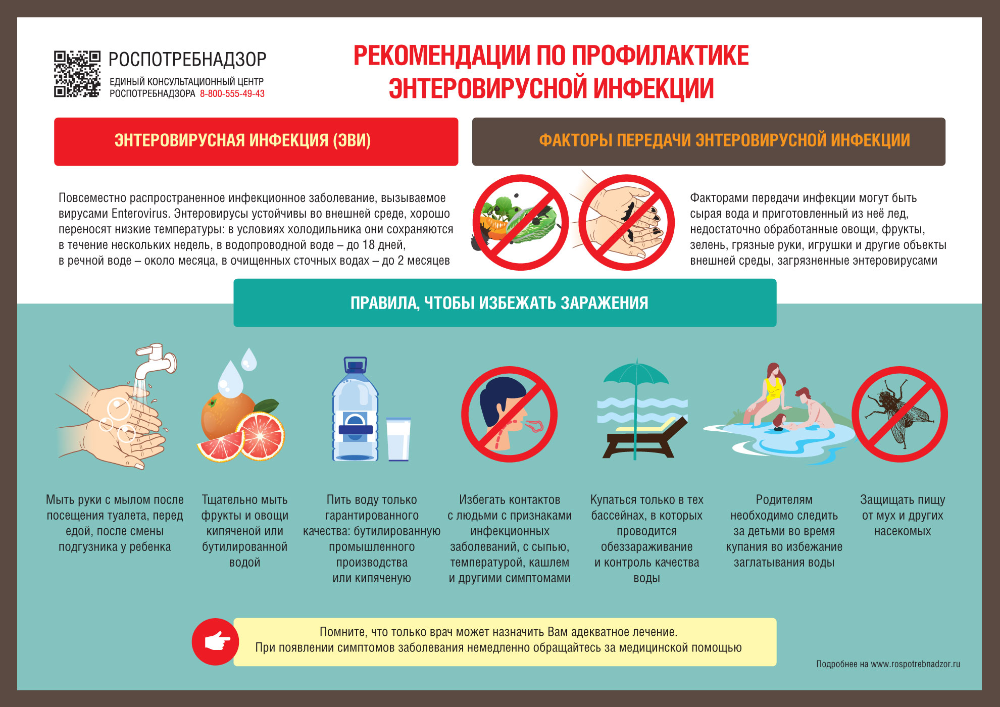 РОСПОТРЕБНАДЗОР
ЕДИНЫЙ КОНСУЛЬТАЦИОННЫЙ ЦЕНТР
РОСПОТРЕБНАДЗОРА 8-800-555-49-43
РЕКОМЕНДАЦИИ ПО ПРОФИЛАКТИКЕ
ЭНТЕРОВИРУСНОЙ ИНФЕКЦИИ
ЭНТЕРОВИРУСНАЯ ИНФЕКЦИЯ (ЭВИ)
Повсеместно распространенное инфекционное заболевание, вызываемое
вирусами Enterovirus. Энтеровирусы устойчивы во внешней среде, хорошо
переносят низкие температуры: в условиях холодильника они сохраняются
в течение нескольких недель, в водопроводной воде – до 18 дней,
в речной воде – около месяца, в очищенных сточных водах – до 2 месяцев
ФАКТОРЫ ПЕРЕДАЧИ ЭНТЕРОВИРУСНОЙ ИНФЕКЦИИ
Факторами передачи инфекции могут быть
сырая вода и приготовленный из неё лед,
недостаточно обработанные овощи, фрукты,
зелень, грязные руки, игрушки и другие объекты
внешней среды, загрязненные энтеровирусами
ПРАВИЛА, ЧТОБЫ ИЗБЕЖАТЬ ЗАРАЖЕНИЯ
Мыть руки с мылом после
посещения туалета, перед
едой, после смены
подгузника у ребенка
Тщательно мыть
фрукты и овощи
кипяченой или
бутилированной
водой
Пить воду только
гарантированного
качества: бутилированную
промышленного
производства
или кипяченую
Избегать контактов
с людьми с признаками
инфекционных
заболеваний, с сыпью,
температурой, кашлем
и другими симптомами
Купаться только в тех
бассейнах, в которых
проводится
обеззараживание
и контроль качества
воды
Родителям
необходимо следить
за детьми во время
купания во избежание
заглатывания воды
Защищать пищу
от мух и других
насекомых
Помните, что только врач может назначить Вам адекватное лечение.
При появлении симптомов заболевания немедленно обращайтесь за медицинской помощью
Подробнее на www.rospotrebnadzor.ru